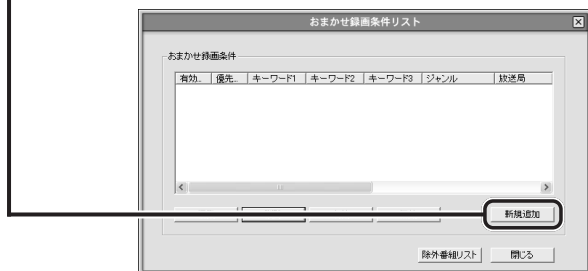 おまかせ録画条件リスト
おまかせ録画条件
有効... 優先... キーワード1 キーワード2 キーワード3 ジャンル 放送局
新規追加
除外番組リスト 閉じる